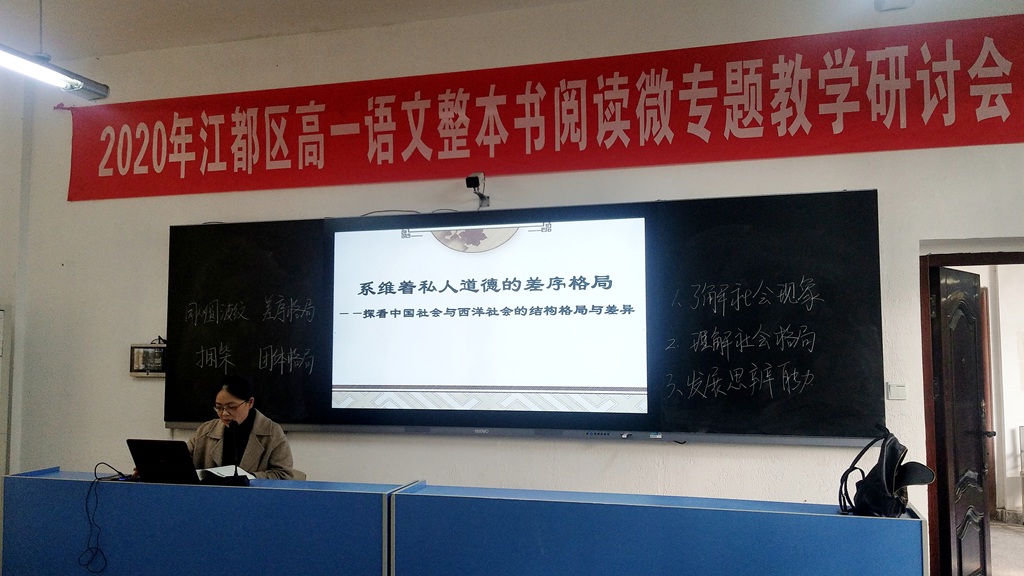 2020年江都区高一语文整本书阅读微专题教学研讨会
系维着私人道德的差序格局
——探看中国社会与西洋社会的结构格局与差异
同心圆波纹 差序格局
捆柴 团体格局
1.了解社会现象
2.理解社会格局
3.发展思辨能力